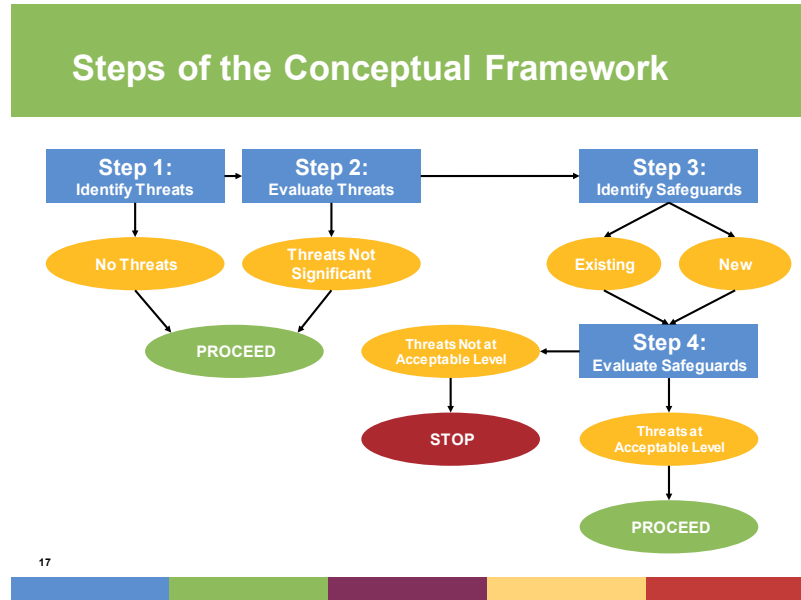 Steps of the Conceptual Framework
Step 1:
Identify Threats
Step 2:
Evaluate Threats
Step 3:
Identify Safeguards
No Threats
Threats Not
Significant
Existing
New
PROCEED
Threats Not at
Acceptable Level
Step 4:
Evaluate Safeguards
STOP
Threats at
Acceptable Level
PROCEED
17